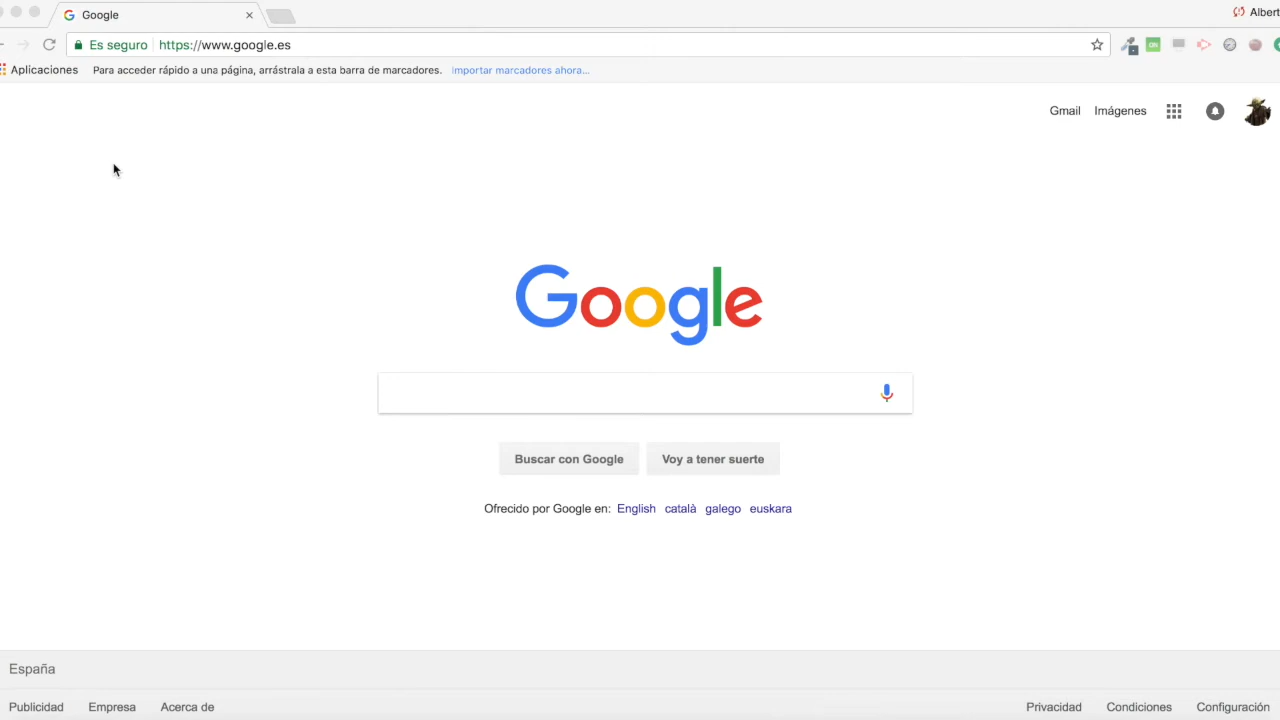 Google
Albert
Es seguro https://www.google.es
Aplicaciones Para acceder rápido a una página, arrástrala a esta barra de marcadores. Importar marcadores ahora...
Gmail Imágenes
Google
Buscar con Google Voy a tener suerte
Ofrecido por Google en: English català galego euskara
España
Publicidad Empresa Acerca de Privacidad Condiciones Configuración